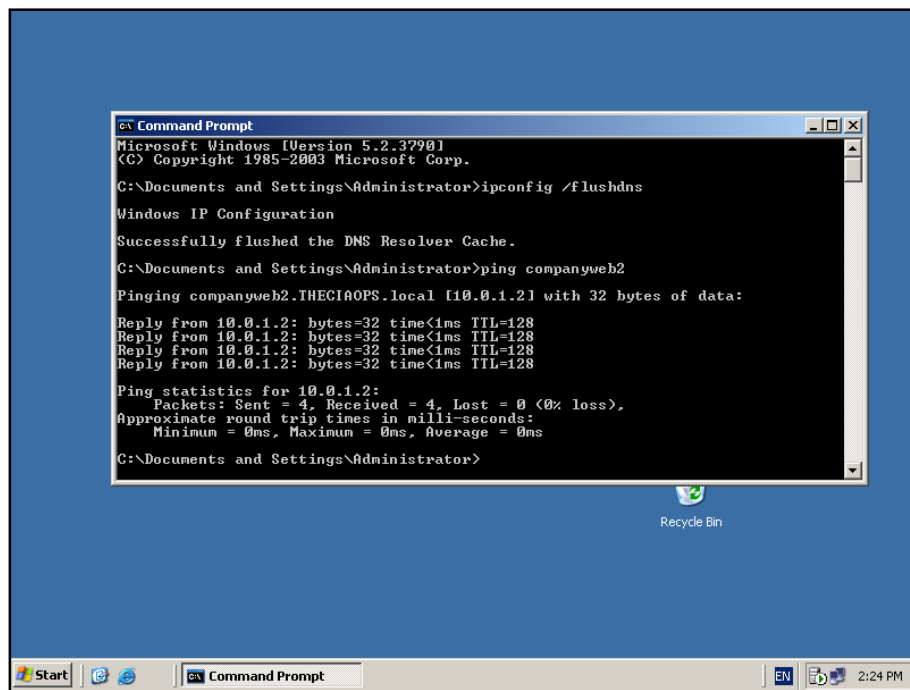 Command Prompt
Microsoft Windows [Version 5.2.3790]
(C) Copyright 1985-2003 Microsoft Corp.
C:\Documents and Settings\Administrator>ipconfig /flushdns
Windows IP Configuration
Successfully flushed the DNS Resolver Cache.
C:\Documents and Settings\Administrator>ping companyweb2
Pinging companyweb2.THECIAOPS.local [10.0.1.2] with 32 bytes of data:
Reply from 10.0.1.2: bytes=32 time<1ms TTL=128
Reply from 10.0.1.2: bytes=32 time<1ms TTL=128
Reply from 10.0.1.2: bytes=32 time<1ms TTL=128
Reply from 10.0.1.2: bytes=32 time<1ms TTL=128
Ping statistics for 10.0.1.2:
Packets: Sent = 4, Received = 4, Lost = 0 (0% loss),
Approximate round trip times in milli-seconds:
Minimum = 0ms, Maximum = 0ms, Average = 0ms
C:\Documents and Settings\Administrator>
Recycle Bin
Start
Command Prompt
EN
2:24 PM